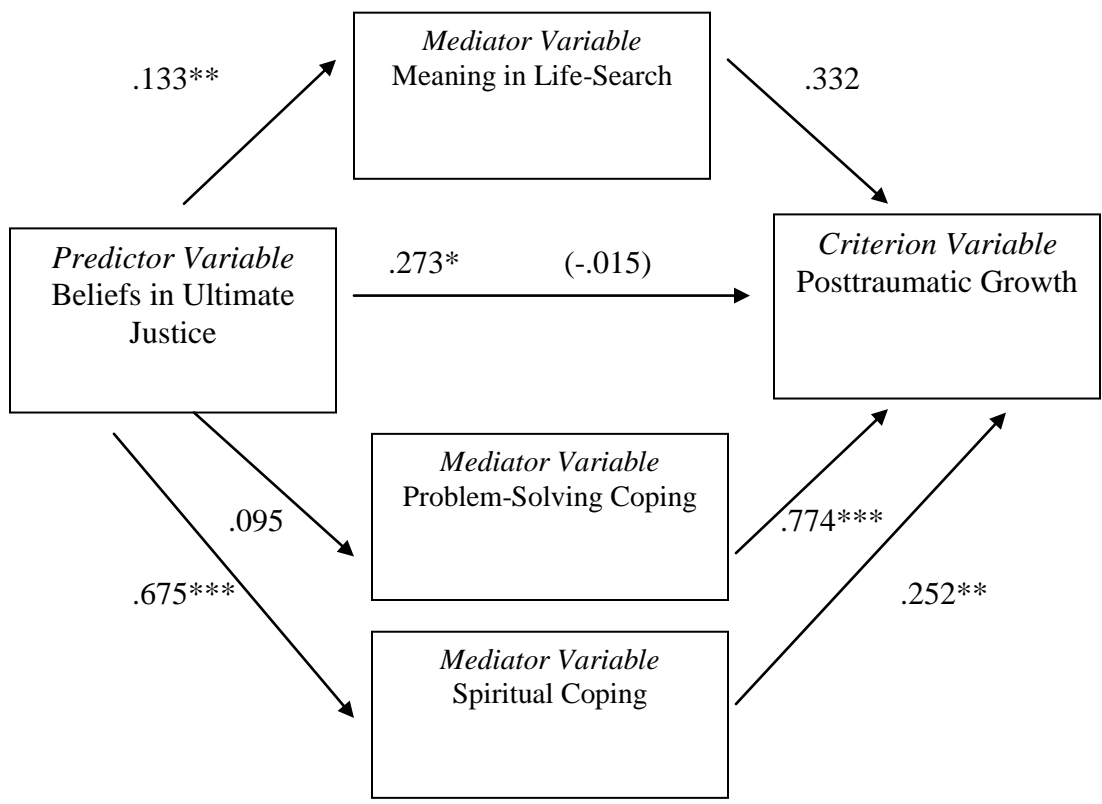 Mediator Variable
Meaning in Life-Search
.133**
.332
Predictor Variable
Beliefs in Ultimate
Justice
.273*
(-.015)
Criterion Variable
Posttraumatic Growth
Mediator Variable
Problem-Solving Coping
.095
.774***
.675***
.252**
Mediator Variable
Spiritual Coping